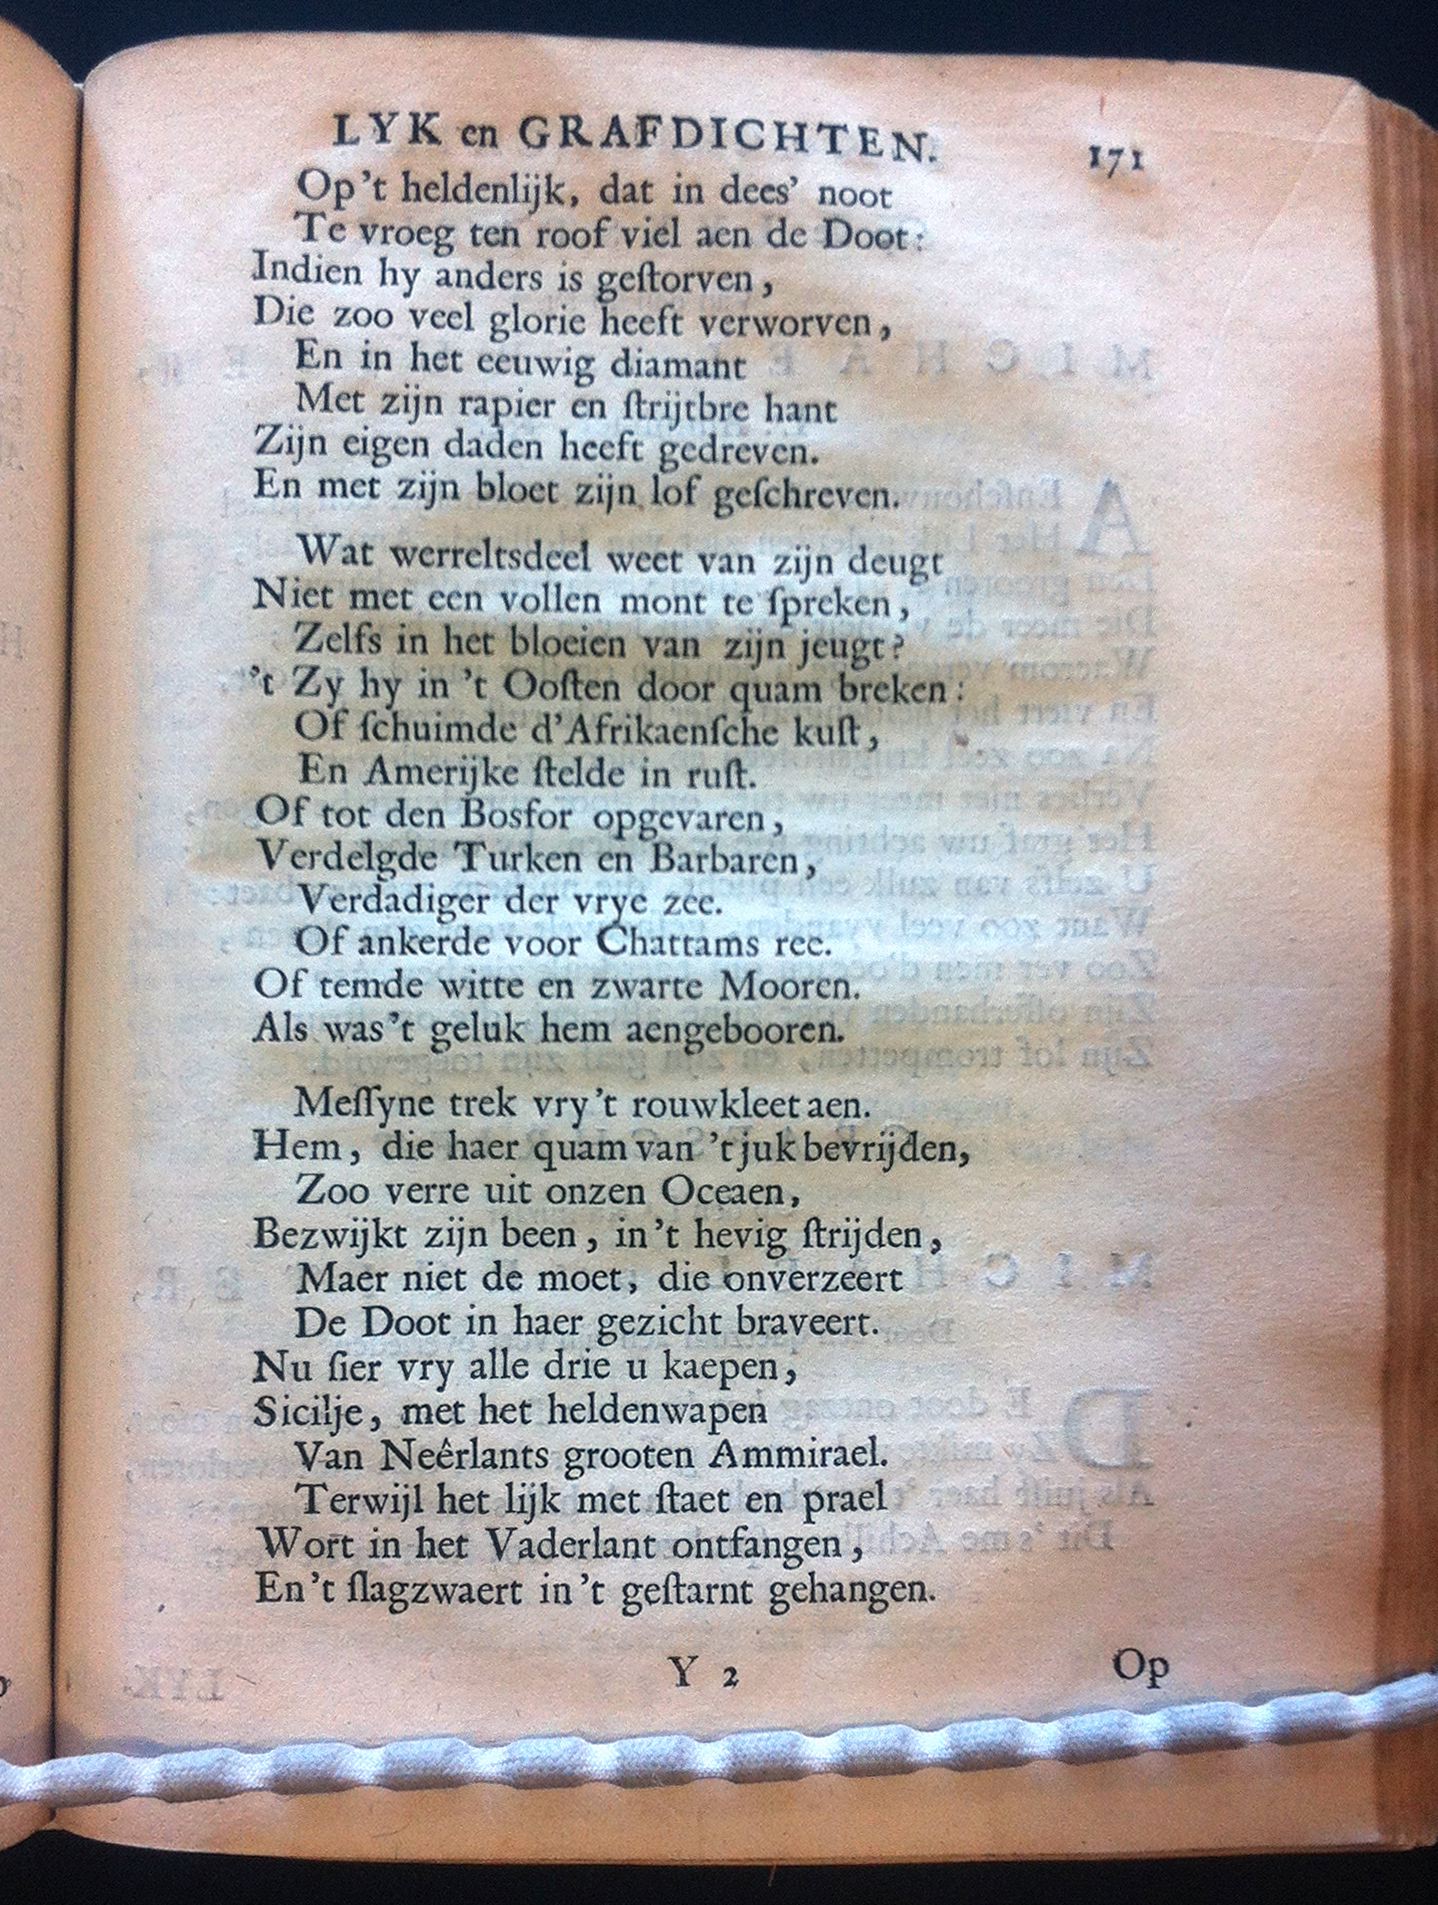 LYK en GRAFDICHTEN. 171
Op't heldenlijk, dat in dees' noot
Te vroeg ten roof viel aen de Doot:
Indien hy anders is geſtorven,
Die zoo veel glorie heeft verworven,
En in het eeuwig diamant
Met zijn rapier en ſtrijtbre hant
Zijn eigen daden heeft gedreven.
En met zijn bloet zijn lof geſchreven.
Wat werreltsdeel weet van zijn deugt
Niet met een vollen mont te ſpreken,
Zelfs in het bloeien van zijn jeugt?
't Zy hy in 't Ooſten door quam breken:
Of ſchuimde d'Afrikaenſche kuſt,
En Amerijke ſtelde in ruſt.
Of tot den Bosfor opgevaren,
Verdelgde Turken en Barbaren,
Verdadiger der vrye zee.
Of ankerde voor Chattams ree.
Of temde witte en zwarte Mooren.
Als was't geluk hem aengebooren.
Meſſyne trek vry't rouwkleet aen.
Hem, die haer quam van 't juk bevrijden,
Zoo verre uit onzen Oceaen,
Bezwijkt zijn been, in't hevig ſtrijden,
Maer niet de moet, die onverzeert
De Doot in haer gezicht braveert.
Nu ſier vry alle drie u kaepen,
Sicilje, met het heldenwapen
Van Neêrlants grooten Ammirael.
Terwijl het lijk met ſtaet en prael
Wort in het Vaderlant ontfangen,
En't ſlagzwaert in't geſtarnt gehangen.
Y 2 Op